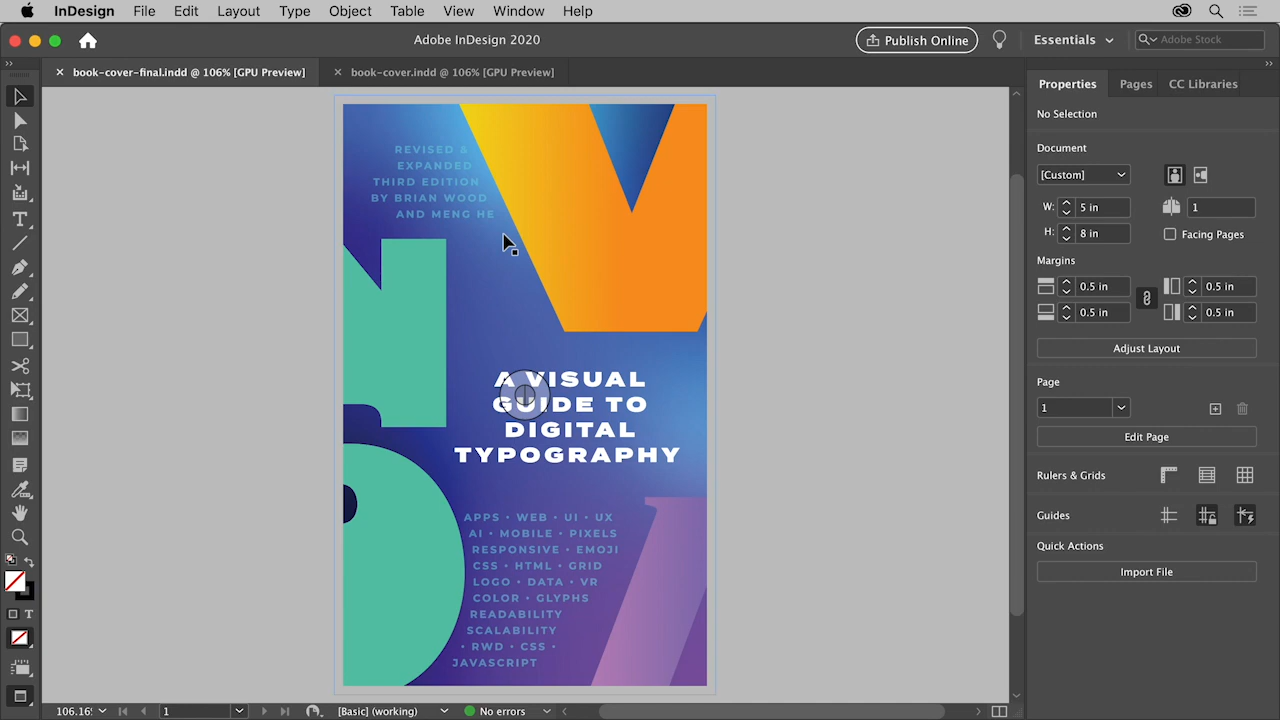 InDesign File Edit Layout Type Object Table View Window Help
Adobe InDesign 2020
Publish Online
Essentials
Adobe Stock
book-cover-final.indd @ 106% [GPU Preview]
book-cover.indd @ 106% [GPU Preview]
REVISED &
EXPANDED
THIRD EDITION
BY BRIAN WOOD
AND MENG HE
A VISUAL
GUIDE TO
DIGITAL
TYPOGRAPHY
APPS • WEB • UI • UX
AI • MOBILE • PIXELS
RESPONSIVE • EMOJI
CSS • HTML • GRID
LOGO • DATA • VR
COLOR • GLYPHS
READABILITY
SCALABILITY
• RWD • CSS •
JAVASCRIPT
Properties Pages CC Libraries
No Selection
Document
[Custom]
W: 5 in 1
H: 8 in Facing Pages
Margins
0.5 in 0.5 in
0.5 in 0.5 in
Adjust Layout
Page
1
Edit Page
Rulers & Grids
Guides
Quick Actions
Import File
106.16% 1 [Basic] (working) No errors